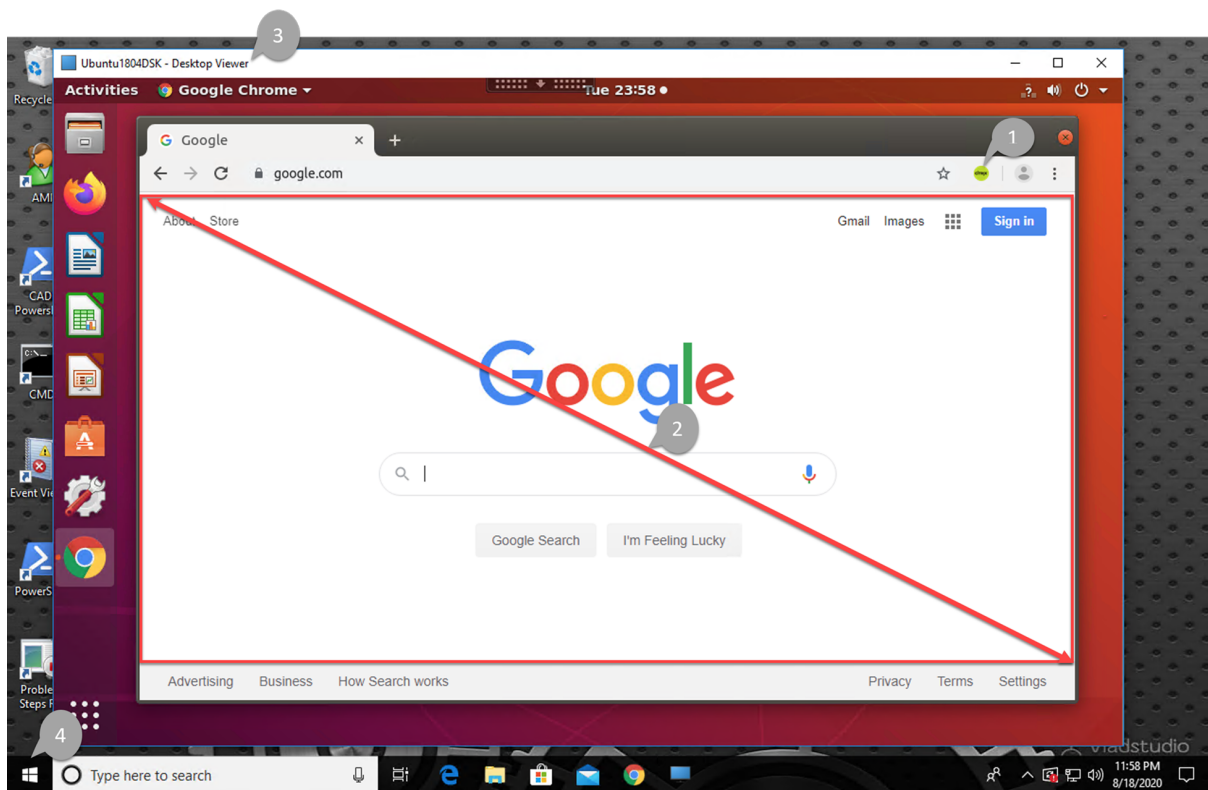 3
Ubuntu1804DSK - Desktop Viewer
Activities Google Chrome Tue 23:58
Recycle
1
Google
google.com
AMI
About Store Gmail Images Sign in
CAD
Powersh
Google
C:\
CMD
2
Event Vie
Google Search I'm Feeling Lucky
PowerS
Advertising Business How Search works Privacy Terms Settings
Proble
Steps R
4
vladstudio
Type here to search
11:58 PM
8/18/2020